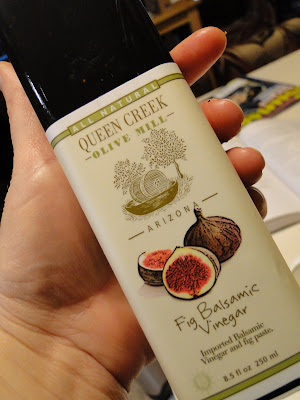 ALL NATURAL
QUEEN CREEK
OLIVE MILL
ARIZONA
Fig Balsamic
Vinegar
Imported Balsamic
Vinegar and fig paste.
8.5 fl oz 250 ml